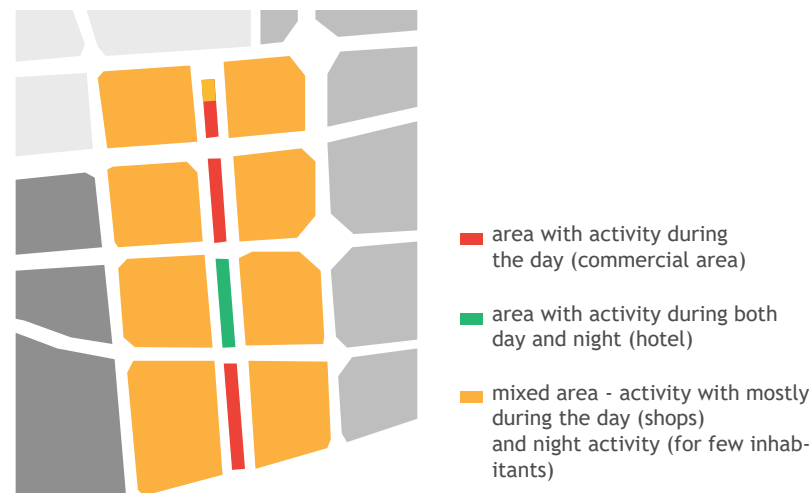 area with activity during
the day (commercial area)
area with activity during both
day and night (hotel)
mixed area - activity with mostly
during the day (shops)
and night activity (for few inhab-
itants)